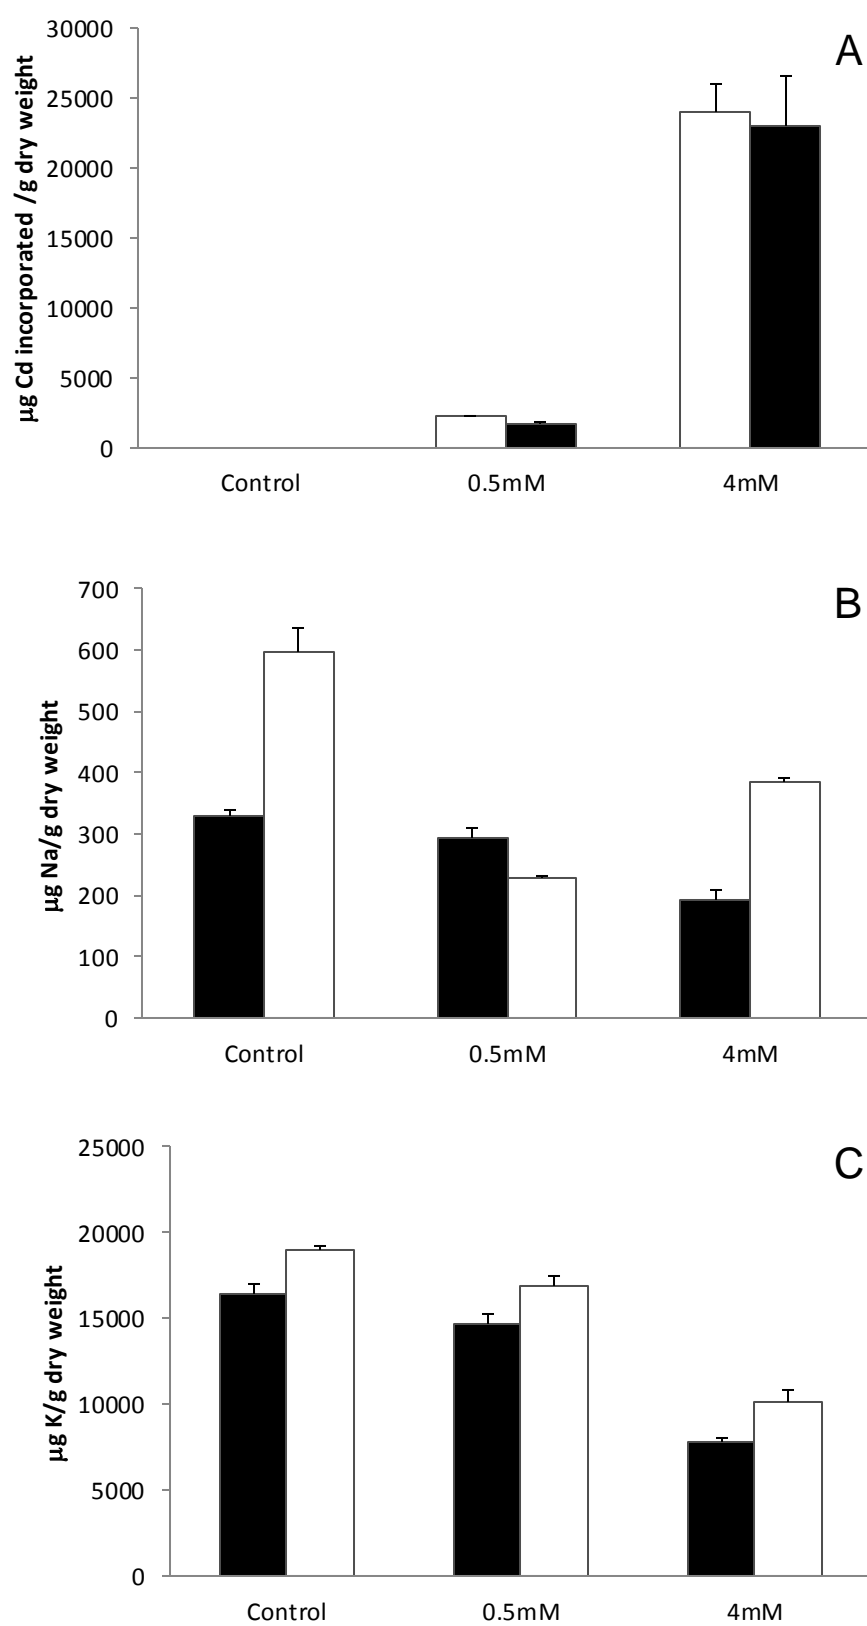 A
µg Cd incorporated /g dry weight
30000
25000
20000
15000
10000
5000
0
Control 0.5mM 4mM
B
µg Na/g dry weight
700
600
500
400
300
200
100
0
Control 0.5mM 4mM
C
µg K/g dry weight
25000
20000
15000
10000
5000
0
Control 0.5mM 4mM